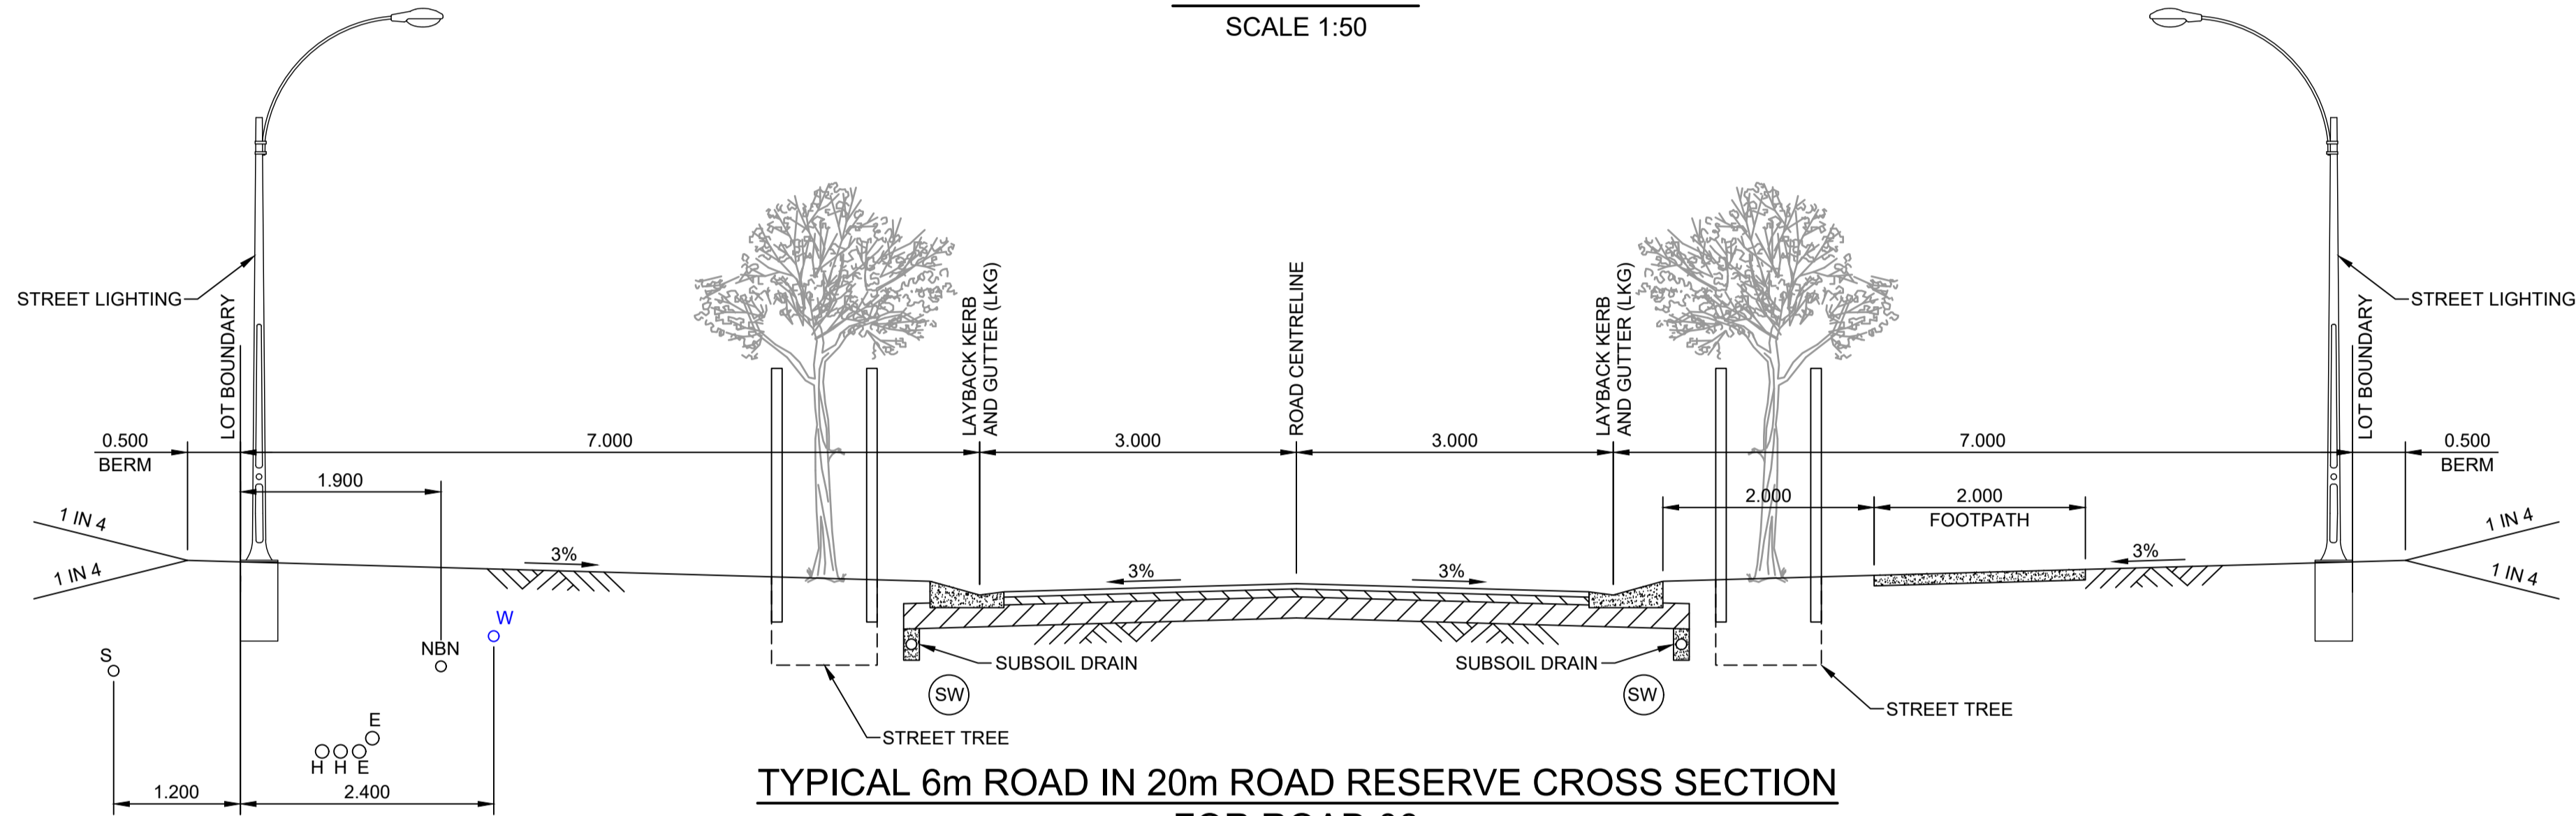 SCALE 1:50
STREET LIGHTING
STREET LIGHTING
LOT BOUNDARY
LAYBACK KERB
AND GUTTER (LKG)
ROAD CENTRELINE
LAYBACK KERB
AND GUTTER (LKG)
LOT BOUNDARY
0.500
BERM
7.000
3.000
3.000
7.000
0.500
BERM
1.900
2.000
2.000
FOOTPATH
1 IN 4
1 IN 4
3%
3%
3%
3%
1 IN 4
1 IN 4
W
NBN
S
SUBSOIL DRAIN
SUBSOIL DRAIN
SW
SW
STREET TREE
STREET TREE
E
H H E
1.200
2.400
TYPICAL 6m ROAD IN 20m ROAD RESERVE CROSS SECTION